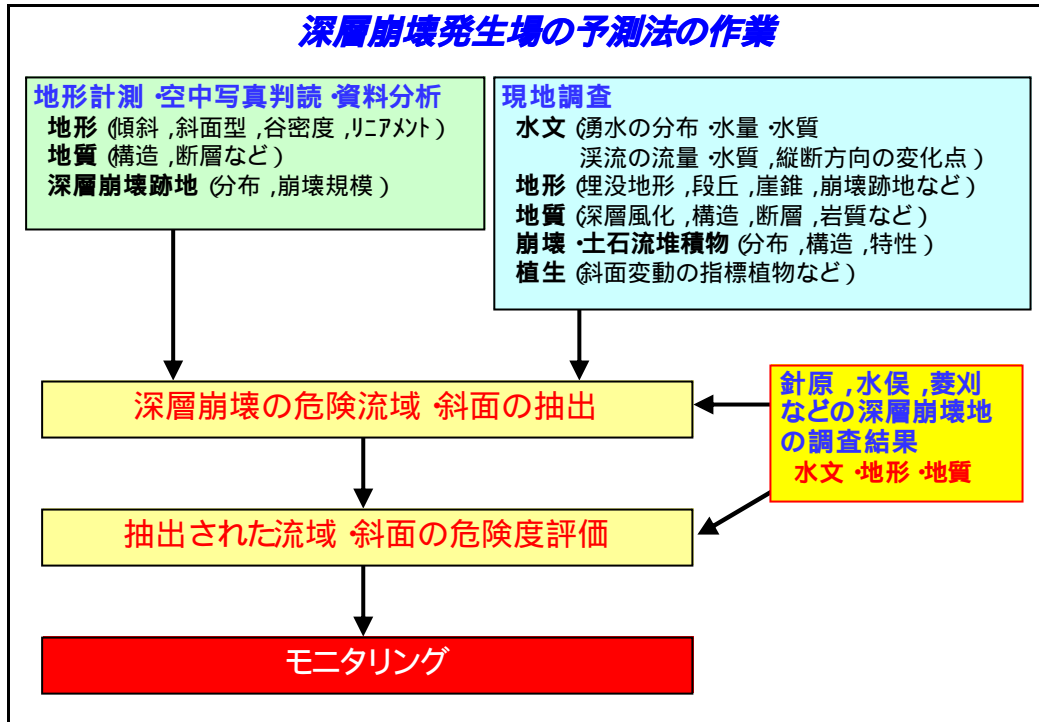 深層崩壊発生場の予測法の作業
地形計測・空中写真判読・資料分析
地形(傾斜,斜面型,谷密度,リニアメント)
地質(構造,断層など)
深層崩壊跡地(分布,崩壊規模)
現地調査
水文(湧水の分布・水量・水質
渓流の流量・水質,縦断方向の変化点)
地形(埋没地形,段丘,崖錐,崩壊跡地など)
地質(深層風化,構造,断層,岩質など)
崩壊・土石流堆積物(分布,構造,特性)
植生(斜面変動の指標植物など)
深層崩壊の危険流域・斜面の抽出
針原,水俣,菱刈
などの深層崩壊地
の調査結果
水文・地形・地質
抽出された流域・斜面の危険度評価
モニタリング